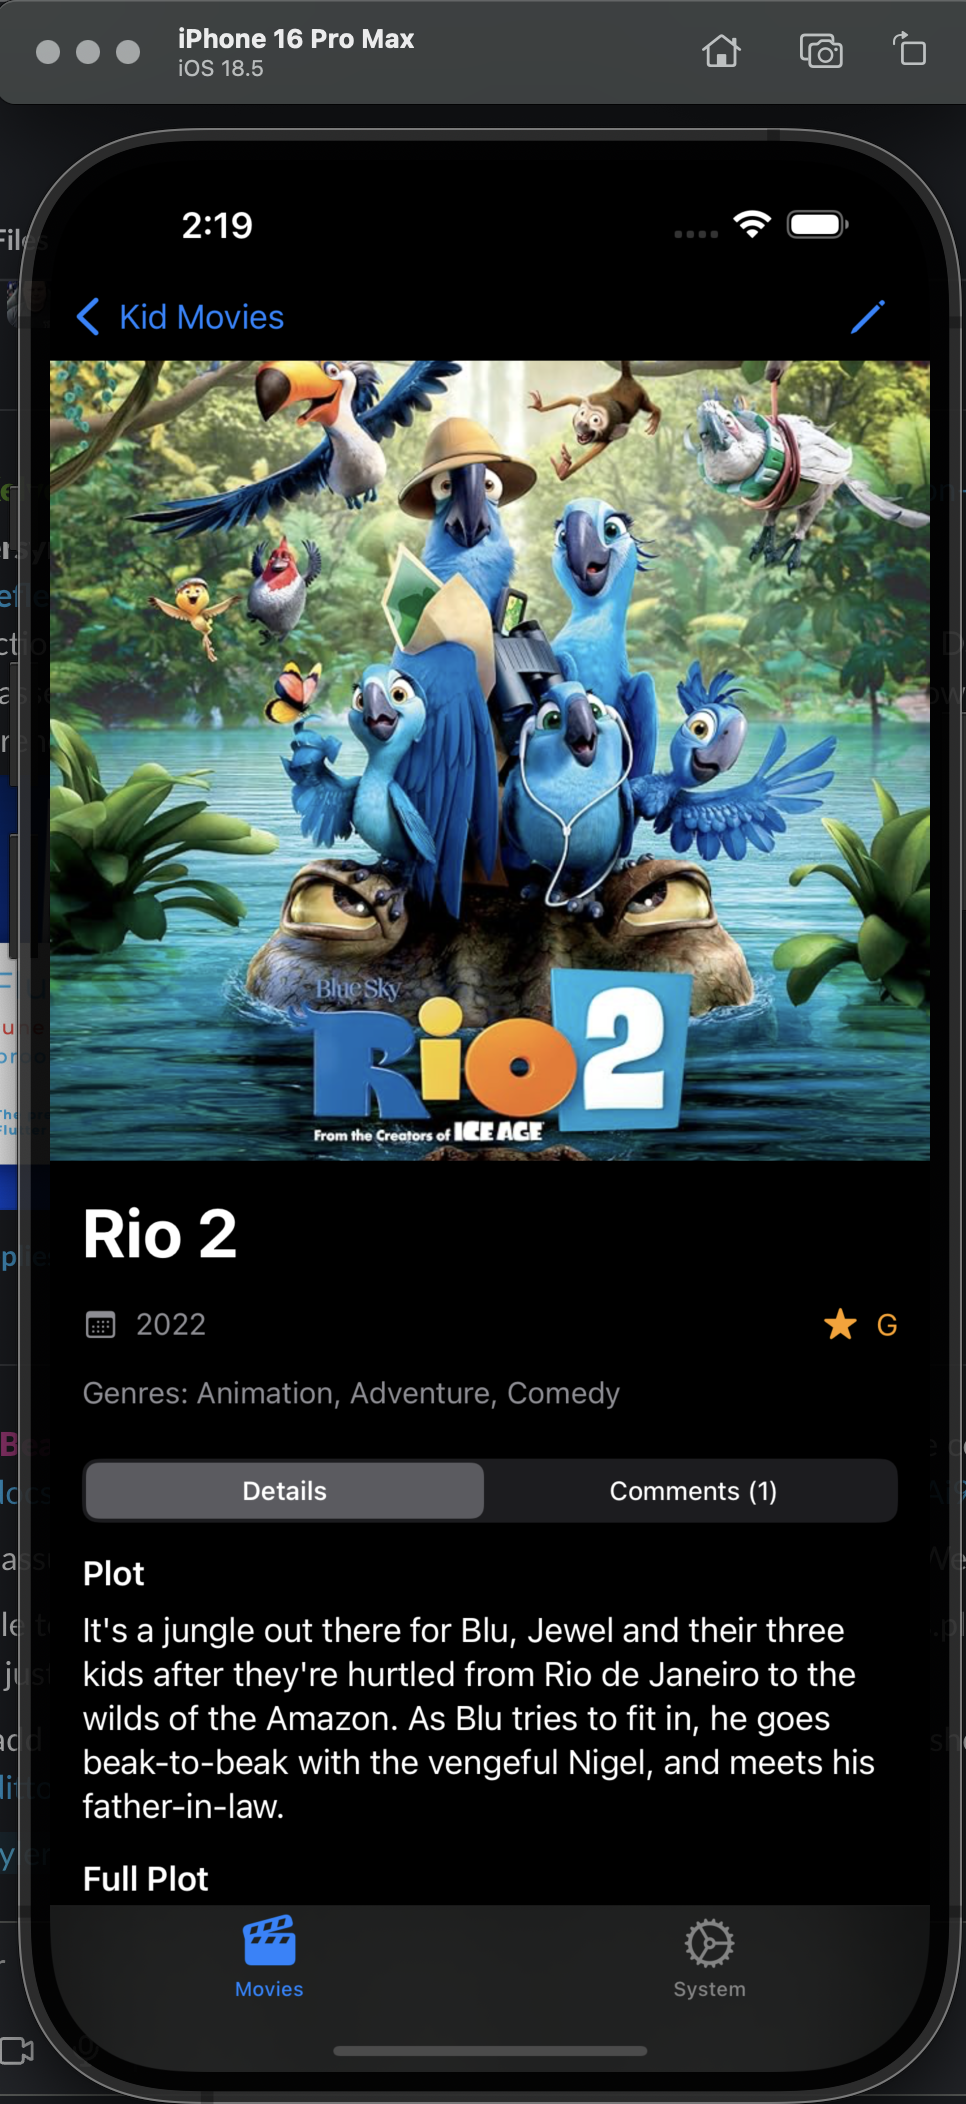 iPhone 16 Pro Max
iOS 18.5
2:19
Kid Movies
Blue Sky
Rio 2
From the Creators of ICE AGE
Rio 2
2022
G
Genres: Animation, Adventure, Comedy
Details
Comments (1)
Plot
It's a jungle out there for Blu, Jewel and their three
kids after they're hurtled from Rio de Janeiro to the
wilds of the Amazon. As Blu tries to fit in, he goes
beak-to-beak with the vengeful Nigel, and meets his
father-in-law.
Full Plot
Movies
System